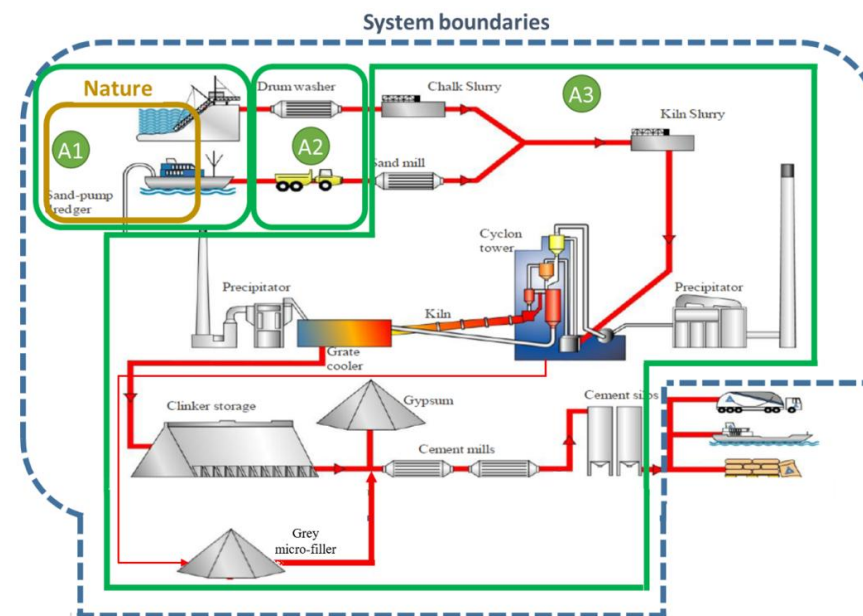 System boundaries
Nature
A1
A2
A3
Drum washer
Chalk Slurry
Kiln Slurry
Sand mill
Sand-pump
dredger
Cyclon
tower
Precipitator
Precipitator
Kiln
Grate
cooler
Clinker storage
Gypsum
Cement silos
Cement mills
Grey
micro-filler